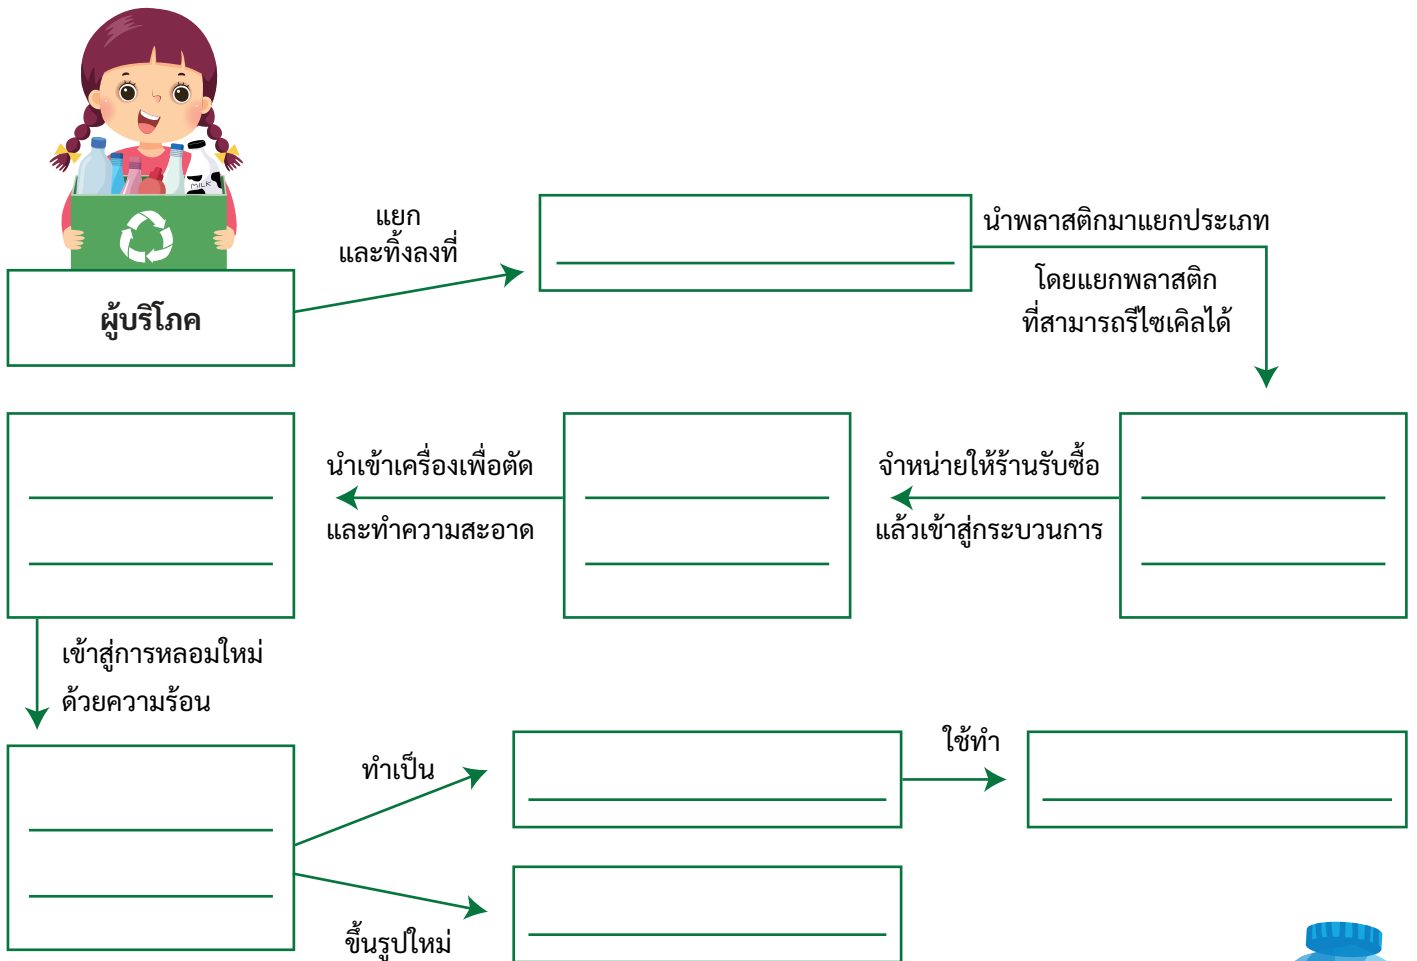 MILK
แยก
และทิ้งลงที่
นำพลาสติกมาแยกประเภท
โดยแยกพลาสติก
ที่สามารถรีไซเคิลได้
ผู้บริโภค
นำเข้าเครื่องเพื่อตัด
และทำความสะอาด
จำหน่ายให้ร้านรับซื้อ
แล้วเข้าสู่กระบวนการ
เข้าสู่การหลอมใหม่
ด้วยความร้อน
ทำเป็น
ใช้ทำ
ขึ้นรูปใหม่